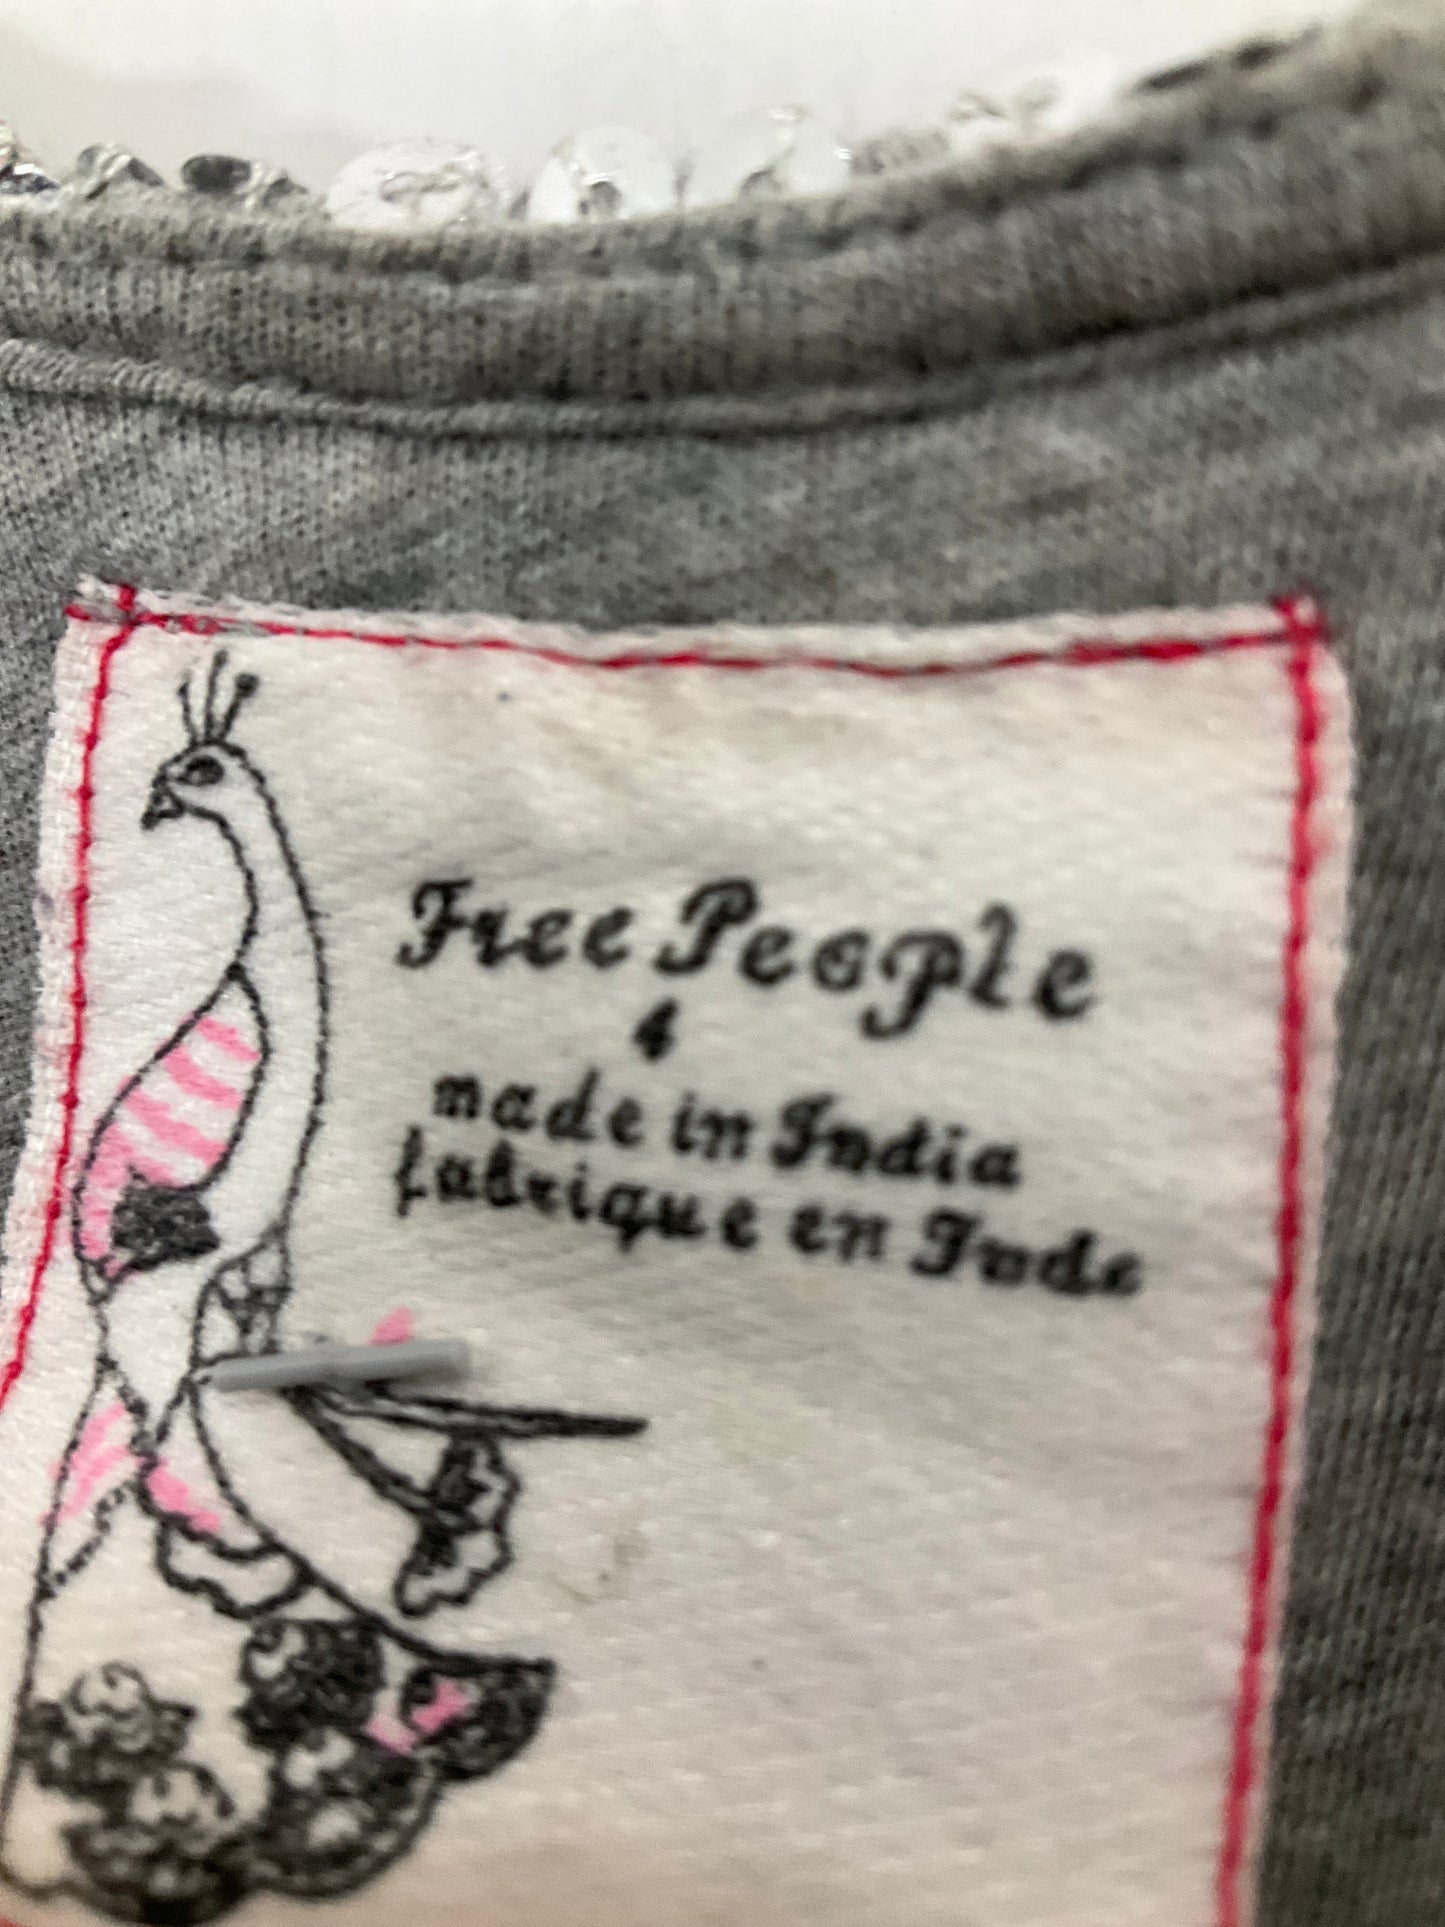 Free People
4
made in India
fabrique en Inde